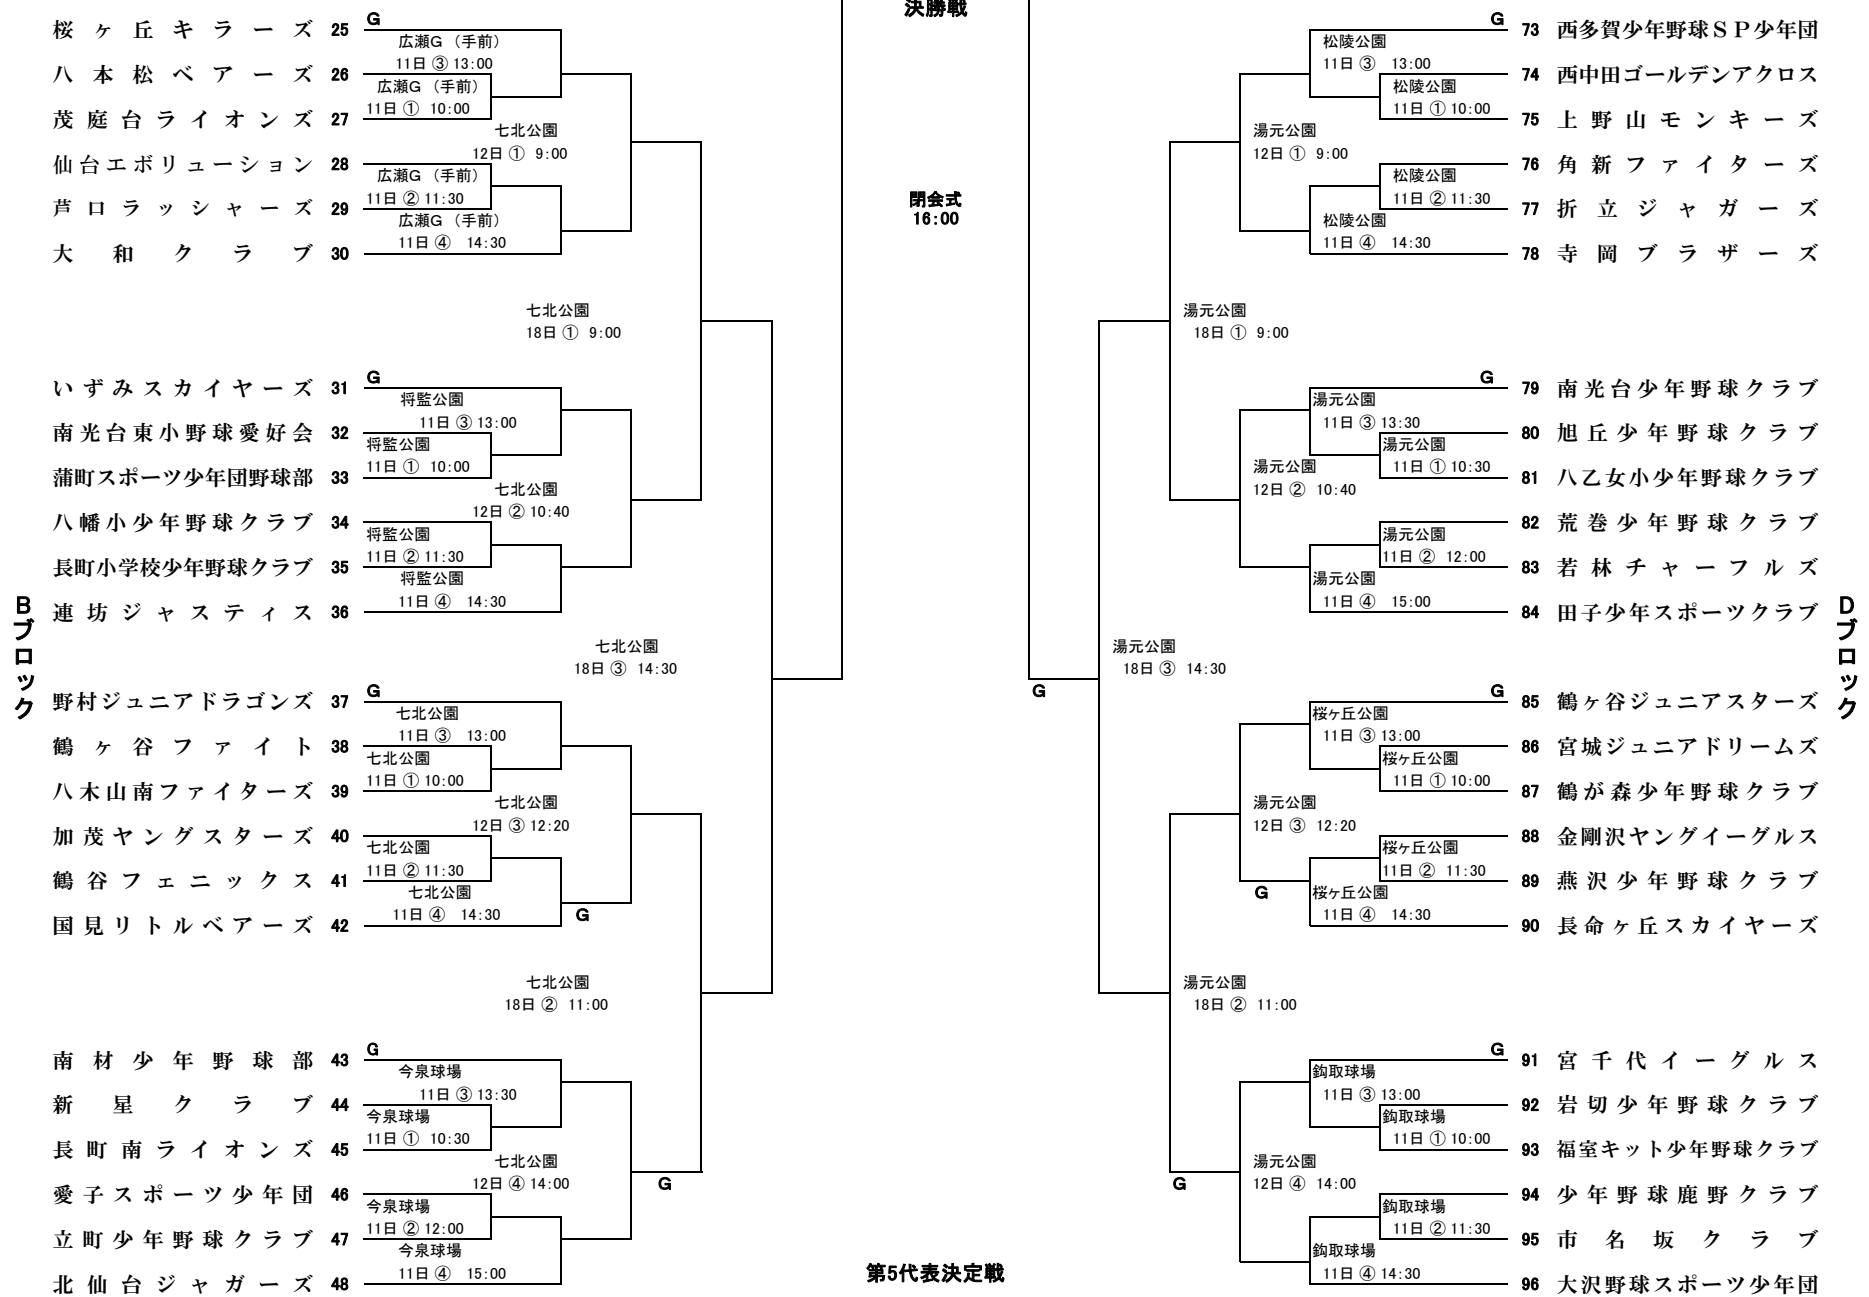 決勝戦
閉会式
16:00
第5代表決定戦
Bブロック
桜ヶ丘キラーズ 25 G
広瀬G（手前）
11日 ③ 13:00
八本松ベアーズ 26
広瀬G（手前）
11日 ① 10:00
茂庭台ライオンズ 27
七北公園
12日 ① 9:00
仙台エボリューション 28
広瀬G（手前）
11日 ② 11:30
芦口ラッシャーズ 29
広瀬G（手前）
11日 ④ 14:30
大和クラブ 30
七北公園
18日 ① 9:00
いずみスカイヤーズ 31 G
将監公園
11日 ③ 13:00
南光台東小野球愛好会 32
将監公園
11日 ① 10:00
蒲町スポーツ少年団野球部 33
七北公園
12日 ② 10:40
八幡小少年野球クラブ 34
将監公園
11日 ② 11:30
長町小学校少年野球クラブ 35
将監公園
11日 ④ 14:30
連坊ジャスティス 36
七北公園
18日 ③ 14:30
野村ジュニアドラゴンズ 37 G
七北公園
11日 ③ 13:00
鶴ヶ谷ファイト 38
七北公園
11日 ① 10:00
八木山南ファイターズ 39
七北公園
12日 ③ 12:20
加茂ヤングスターズ 40
七北公園
11日 ② 11:30
鶴谷フェニックス 41
七北公園
11日 ④ 14:30
G
国見リトルベアーズ 42
七北公園
18日 ② 11:00
南材少年野球部 43 G
今泉球場
11日 ③ 13:30
新星クラブ 44
今泉球場
11日 ① 10:30
長町南ライオンズ 45
七北公園
12日 ④ 14:00
G
愛子スポーツ少年団 46
今泉球場
11日 ② 12:00
立町少年野球クラブ 47
今泉球場
11日 ④ 15:00
北仙台ジャガーズ 48
Dブロック
G 73 西多賀少年野球ＳＰ少年団
松陵公園
11日 ③ 13:00
74 西中田ゴールデンアクロス
松陵公園
11日 ① 10:00
75 上野山モンキーズ
湯元公園
12日 ① 9:00
76 角新ファイターズ
松陵公園
11日 ② 11:30
77 折立ジャガーズ
松陵公園
11日 ④ 14:30
78 寺岡ブラザーズ
湯元公園
18日 ① 9:00
G 79 南光台少年野球クラブ
湯元公園
11日 ③ 13:30
80 旭丘少年野球クラブ
湯元公園
11日 ① 10:30
81 八乙女小少年野球クラブ
湯元公園
12日 ② 10:40
82 荒巻少年野球クラブ
湯元公園
11日 ② 12:00
83 若林チャーフルズ
湯元公園
11日 ④ 15:00
84 田子少年スポーツクラブ
湯元公園
18日 ③ 14:30
G
G 85 鶴ヶ谷ジュニアスターズ
桜ヶ丘公園
11日 ③ 13:00
86 宮城ジュニアドリームズ
桜ヶ丘公園
11日 ① 10:00
87 鶴が森少年野球クラブ
湯元公園
12日 ③ 12:20
88 金剛沢ヤングイーグルス
桜ヶ丘公園
11日 ② 11:30
89 燕沢少年野球クラブ
G
桜ヶ丘公園
11日 ④ 14:30
90 長命ヶ丘スカイヤーズ
湯元公園
18日 ② 11:00
G 91 宮千代イーグルス
鈎取球場
11日 ③ 13:00
92 岩切少年野球クラブ
鈎取球場
11日 ① 10:00
93 福室キット少年野球クラブ
湯元公園
12日 ④ 14:00
G
94 少年野球鹿野クラブ
鈎取球場
11日 ② 11:30
95 市名坂クラブ
鈎取球場
11日 ④ 14:30
96 大沢野球スポーツ少年団